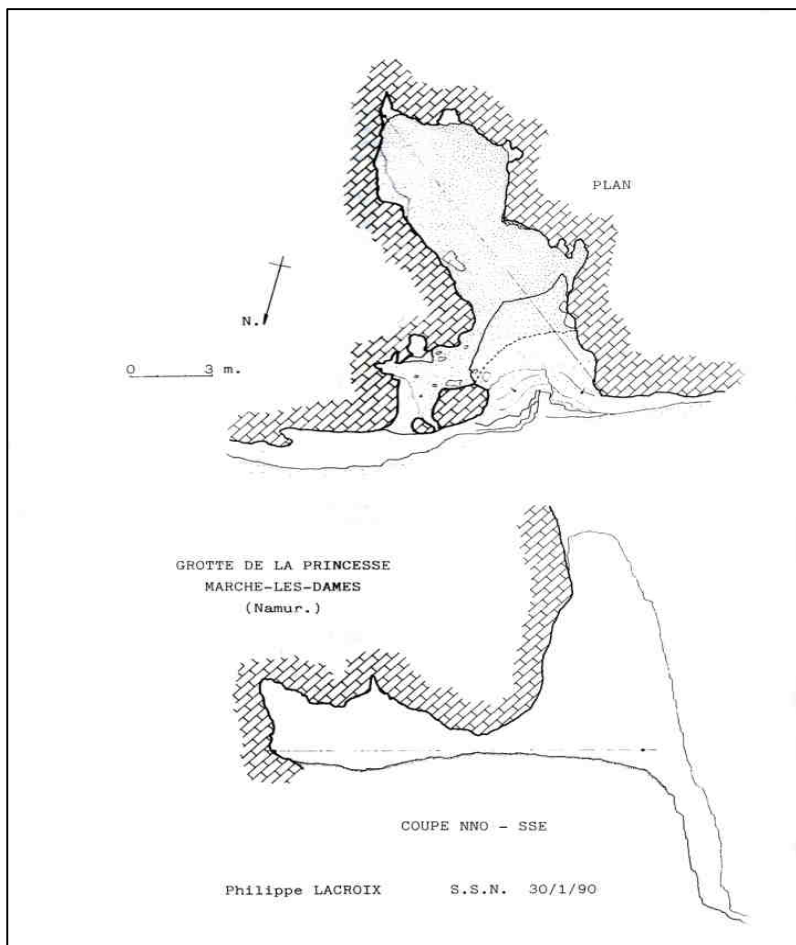 PLAN
N.
0 3 m.
GROTTE DE LA PRINCESSE
MARCHE-LES-DAMES
(Namur.)
COUPE NNO - SSE
Philippe LACROIX S.S.N. 30/1/90